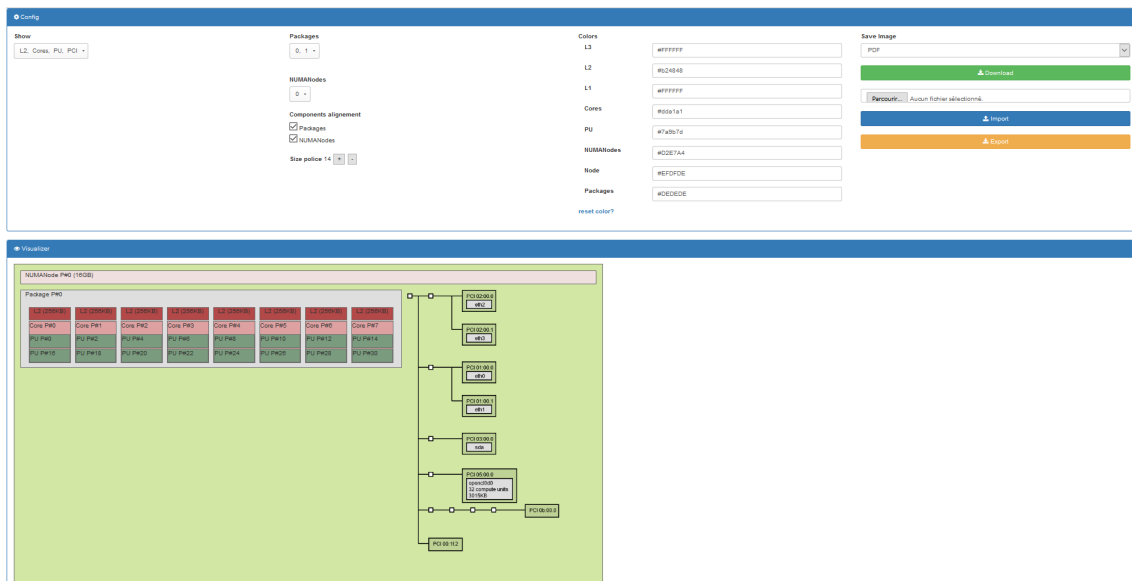 Config
Show
L2, Cores, PU, PCI
Packages
0, 1
NUMANodes
0
Components alignment
Packages
NUMANodes
Size police 14 + -
Colors
L3 #FFFFFF
L2 #b24848
L1 #FFFFFF
Cores #dda1a1
PU #7a9b7d
NUMANodes #D2E7A4
Node #EFDFDE
Packages #DEDEDE
reset color?
Save Image
PDF
Download
Parcourir... Aucun fichier sélectionné.
Import
Export
Visualizer
NUMANode P#0 (16GB)
Package P#0
L2 (256KB) L2 (256KB) L2 (256KB) L2 (256KB) L2 (256KB) L2 (256KB) L2 (256KB) L2 (256KB)
Core P#0 Core P#1 Core P#2 Core P#3 Core P#4 Core P#5 Core P#6 Core P#7
PU P#0 PU P#2 PU P#4 PU P#6 PU P#8 PU P#10 PU P#12 PU P#14
PU P#16 PU P#18 PU P#20 PU P#22 PU P#24 PU P#26 PU P#28 PU P#30
PCI 02:00.0
eth2
PCI 02:00.1
eth3
PCI 01:00.0
eth0
PCI 01:00.1
eth1
PCI 03:00.0
sda
PCI 05:00.0
opencl0d0
32 compute units
3015KB
PCI 0b:00.0
PCI 00:1f.2